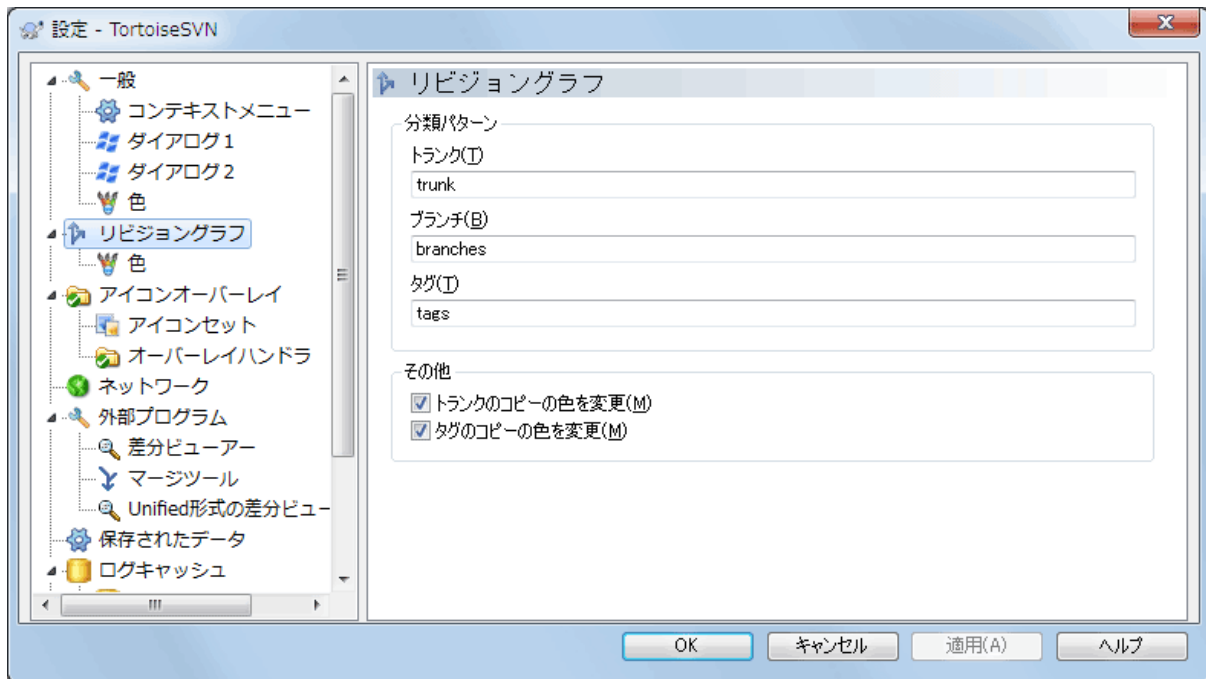 設定 - TortoiseSVN
一般
コンテキストメニュー
ダイアログ1
ダイアログ2
色
リビジョングラフ
色
アイコンオーバーレイ
アイコンセット
オーバーレイハンドラ
ネットワーク
外部プログラム
差分ビューアー
マージツール
Unified形式の差分ビュー
保存されたデータ
ログキャッシュ
リビジョングラフ
分類パターン
トランク(T)
trunk
ブランチ(B)
branches
タグ(T)
tags
その他
トランクのコピーの色を変更(M)
タグのコピーの色を変更(M)
OK
キャンセル
適用(A)
ヘルプ